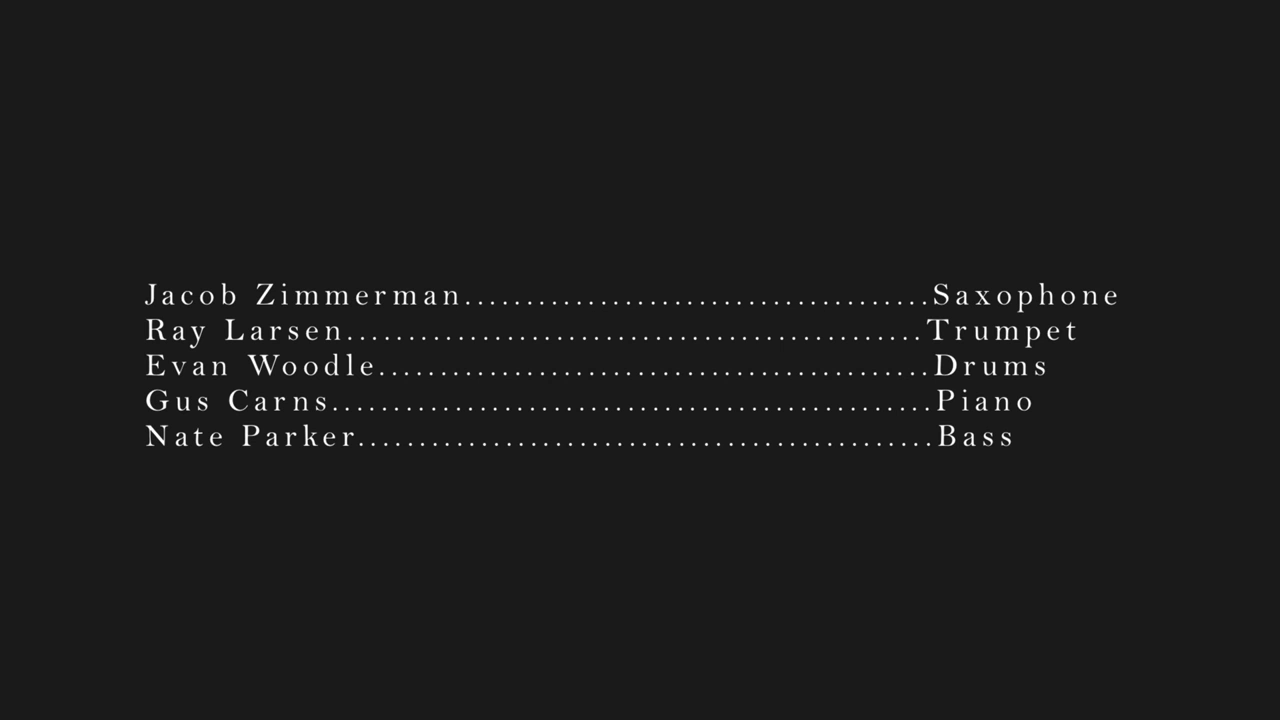 Jacob Zimmerman......................................Saxophone
Ray Larsen...............................................Trumpet
Evan Woodle.............................................Drums
Gus Carns.................................................Piano
Nate Parker...............................................Bass